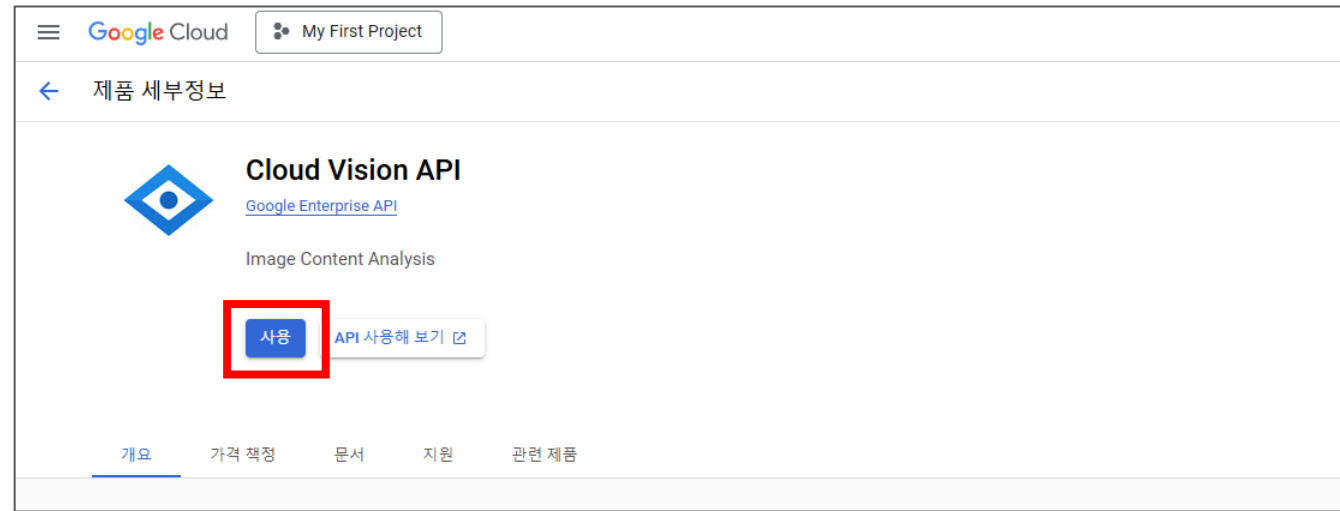 Google Cloud My First Project
제품 세부정보
Cloud Vision API
Google Enterprise API
Image Content Analysis
사용 API 사용해 보기
개요 가격 책정 문서 지원 관련 제품